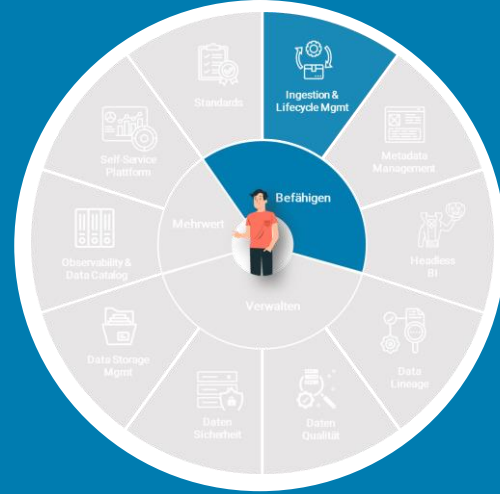 Standards
Ingestion &
Lifecycle Mgmt
Self-Service
Plattform
Metadata
Management
Befähigen
Mehrwert
Observability &
Data Catalog
Headless
BI
Verwalten
Data Storage
Mgmt
Data
Lineage
Daten
Sicherheit
Daten
Qualität